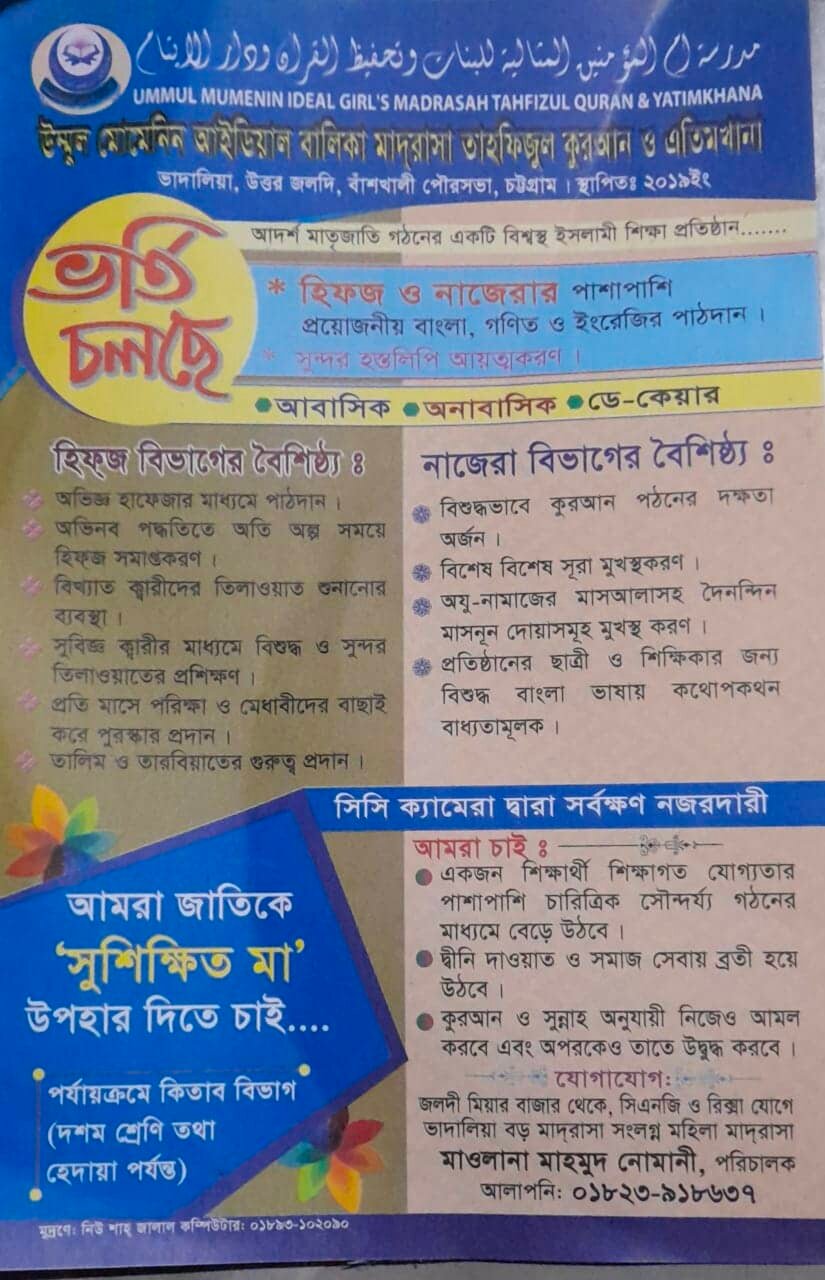 مدرسة ام المؤمنين المثالية للبنات وتحفيظ القران ودار الايتام
UMMUL MUMENIN IDEAL GIRL'S MADRASAH TAHFIZUL QURAN & YATIMKHANA
উম্মুল মোমেনিন আইডিয়াল বালিকা মাদ্‌রাসা তাহফিজুল কুরআন ও এতিমখানা
ভাদালিয়া, উত্তর জলদি, বাঁশখালী পৌরসভা, চট্টগ্রাম । স্থাপিতঃ ২০১৯ইং
আদর্শ মাতৃজাতি গঠনের একটি বিশ্বস্থ ইসলামী শিক্ষা প্রতিষ্ঠান.......
ভর্তি
চলছে
* হিফজ ও নাজেরার পাশাপাশি
প্রয়োজনীয় বাংলা, গণিত ও ইংরেজির পাঠদান ।
* সুন্দর হস্তলিপি আয়ত্বকরণ ।
●আবাসিক ●অনাবাসিক ●ডে-কেয়ার
হিফ্‌জ বিভাগের বৈশিষ্ঠ্য ঃ
অভিজ্ঞ হাফেজার মাধ্যমে পাঠদান ।
অভিনব পদ্ধতিতে অতি অল্প সময়ে
হিফ্‌জ সমাপ্তকরণ ।
বিখ্যাত ক্বারীদের তিলাওয়াত শুনানোর
ব্যবস্থা ।
সুবিজ্ঞ ক্বারীর মাধ্যমে বিশুদ্ধ ও সুন্দর
তিলাওয়াতের প্রশিক্ষণ ।
প্রতি মাসে পরিক্ষা ও মেধাবীদের বাছাই
করে পুরস্কার প্রদান ।
তালিম ও তারবিয়াতের গুরুত্ব প্রদান ।
নাজেরা বিভাগের বৈশিষ্ঠ্য ঃ
বিশুদ্ধভাবে কুরআন পঠনের দক্ষতা
অর্জন ।
বিশেষ বিশেষ সূরা মুখস্থকরণ ।
অযু-নামাজের মাসআলাসহ দৈনন্দিন
মাসনূন দোয়াসমূহ মুখস্থ করণ ।
প্রতিষ্ঠানের ছাত্রী ও শিক্ষিকার জন্য
বিশুদ্ধ বাংলা ভাষায় কথোপকথন
বাধ্যতামূলক ।
সিসি ক্যামেরা দ্বারা সর্বক্ষণ নজরদারী
আমরা জাতিকে
‘সুশিক্ষিত মা’
উপহার দিতে চাই....
পর্যায়ক্রমে কিতাব বিভাগ
(দশম শ্রেণি তথা
হেদায়া পর্যন্ত)
আমরা চাই ঃ
● একজন শিক্ষার্থী শিক্ষাগত যোগ্যতার
পাশাপাশি চারিত্রিক সৌন্দর্য্য গঠনের
মাধ্যমে বেড়ে উঠবে ।
● দ্বীনি দাওয়াত ও সমাজ সেবায় ব্রতী হয়ে
উঠবে ।
● কুরআন ও সুন্নাহ অনুযায়ী নিজেও আমল
করবে এবং অপরকেও তাতে উদ্বুদ্ধ করবে ।
যোগাযোগ:
জলদী মিয়ার বাজার থেকে, সিএনজি ও রিক্সা যোগে
ভাদালিয়া বড় মাদ্‌রাসা সংলগ্ন মহিলা মাদ্‌রাসা
মাওলানা মাহমুদ নোমানী, পরিচালক
আলাপনি: ০১৮২৩-৯১৮৬৩৭
মুদ্রণে: নিউ শাহ্ জালাল কম্পিউটার: ০১৮৯৩-১০২০৯০